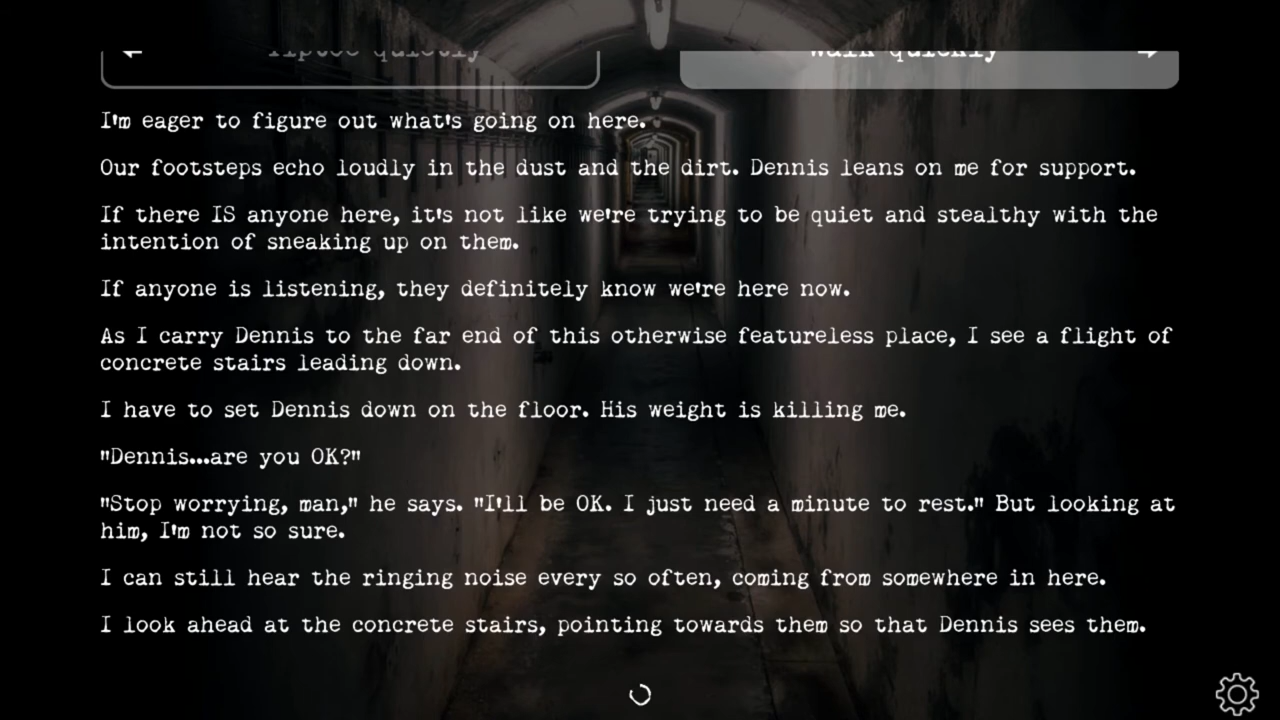 Tiptoe quietly
Walk quickly
I'm eager to figure out what's going on here.
Our footsteps echo loudly in the dust and the dirt. Dennis leans on me for support.
If there IS anyone here, it's not like we're trying to be quiet and stealthy with the
intention of sneaking up on them.
If anyone is listening, they definitely know we're here now.
As I carry Dennis to the far end of this otherwise featureless place, I see a flight of
concrete stairs leading down.
I have to set Dennis down on the floor. His weight is killing me.
"Dennis...are you OK?"
"Stop worrying, man," he says. "I'll be OK. I just need a minute to rest." But looking at
him, I'm not so sure.
I can still hear the ringing noise every so often, coming from somewhere in here.
I look ahead at the concrete stairs, pointing towards them so that Dennis sees them.